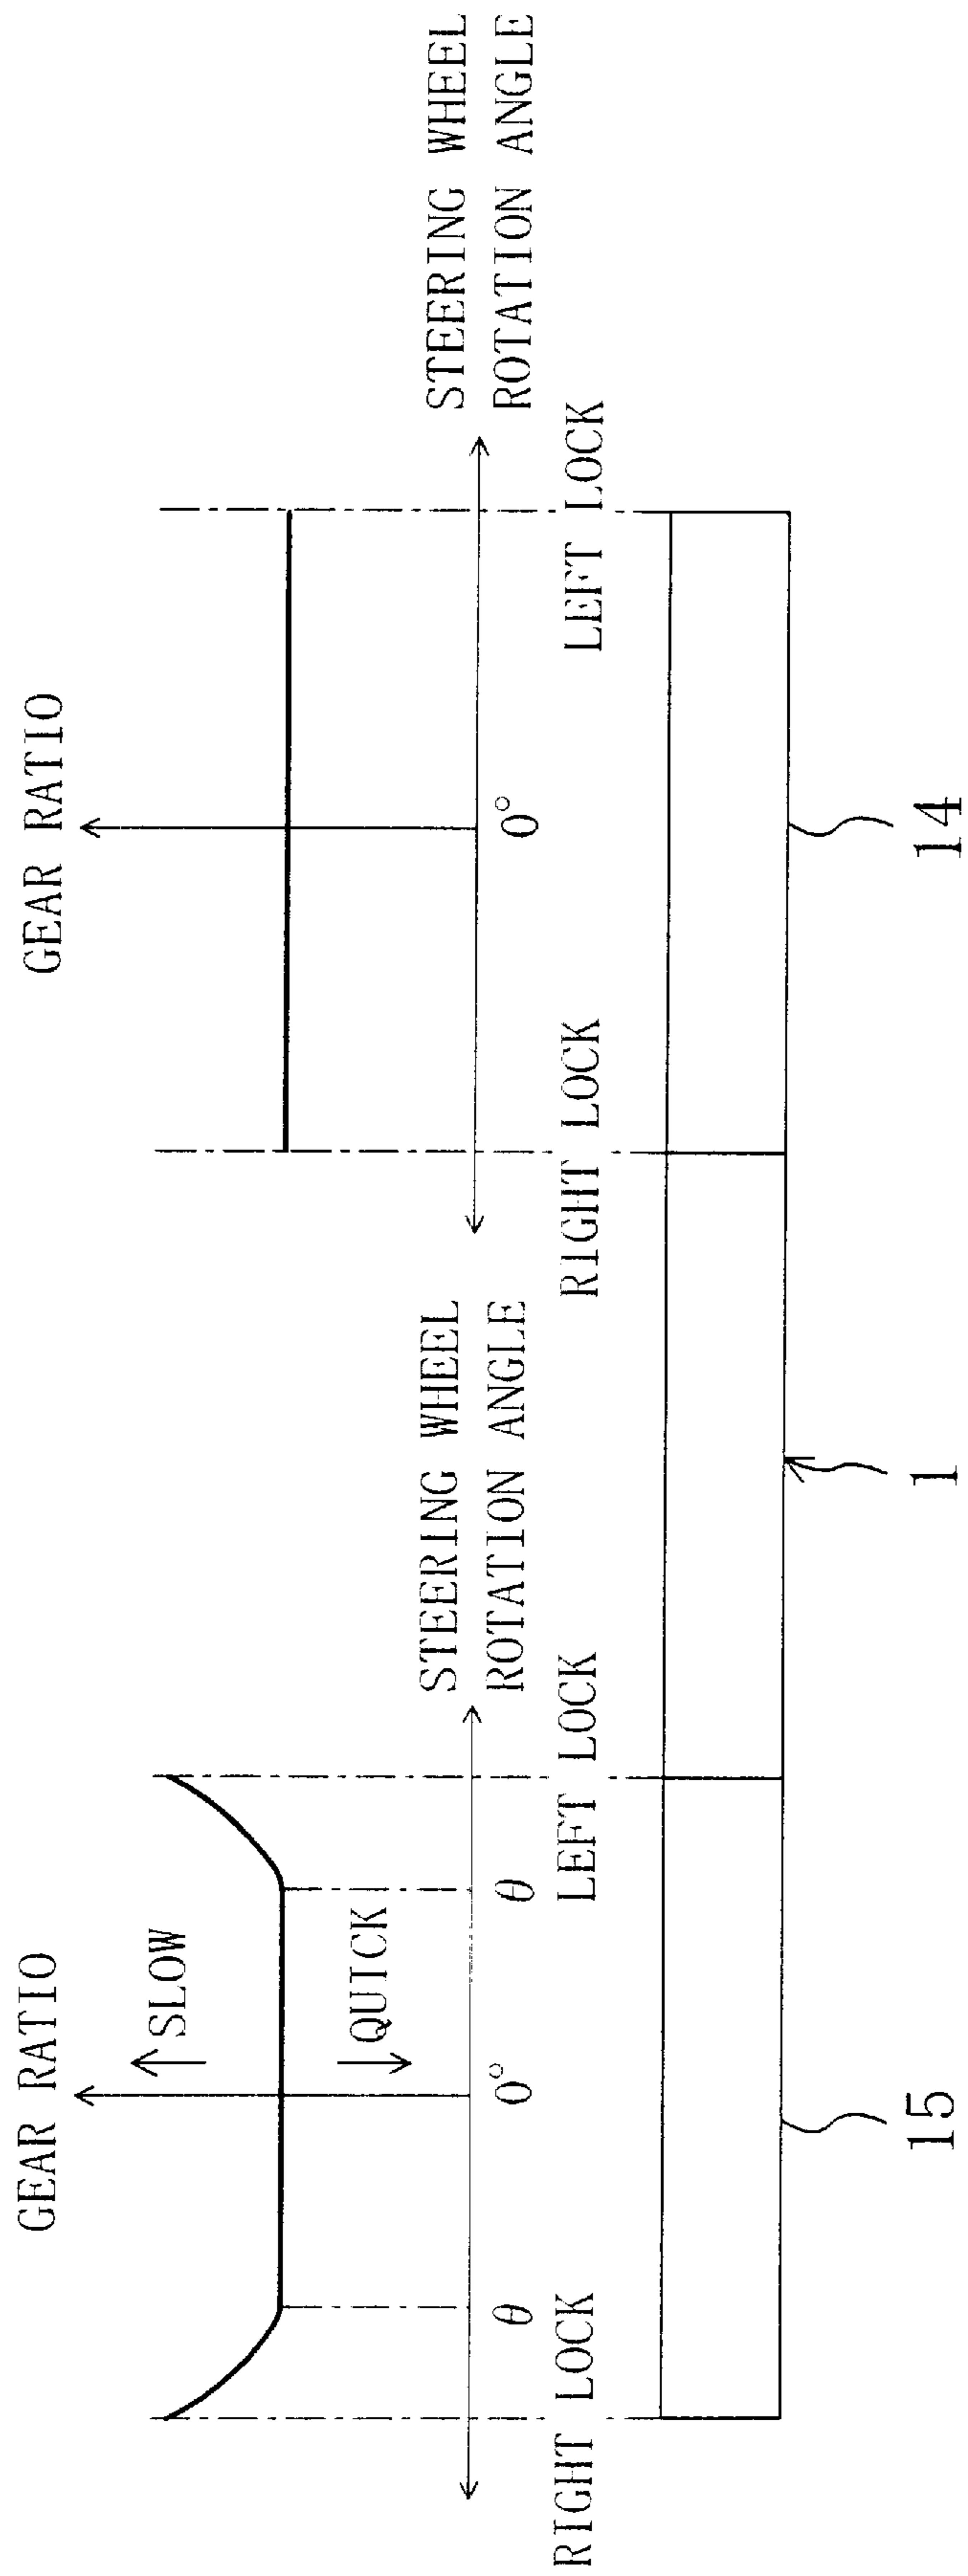 GEAR RATIO
SLOW
QUICK
STEERING WHEEL
ROTATION ANGLE
θ
0°
θ
RIGHT LOCK
LEFT LOCK
15
1
GEAR RATIO
STEERING WHEEL
ROTATION ANGLE
0°
RIGHT LOCK
LEFT LOCK
14